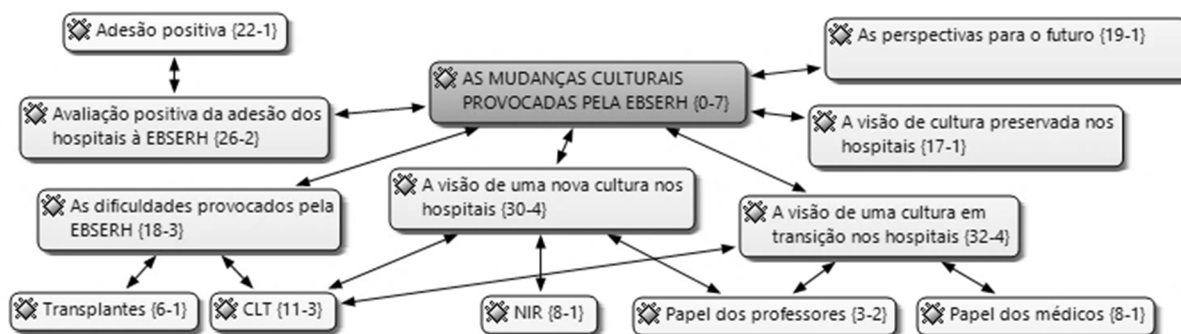 Adesão positiva {22-1}
As perspectivas para o futuro {19-1}
AS MUDANÇAS CULTURAIS
PROVOCADAS PELA EBSERH {0-7}
Avaliação positiva da adesão dos
hospitais à EBSERH {26-2}
A visão de cultura preservada nos
hospitais {17-1}
As dificuldades provocados pela
EBSERH {18-3}
A visão de uma nova cultura nos
hospitais {30-4}
A visão de uma cultura em
transição nos hospitais {32-4}
Transplantes {6-1}
CLT {11-3}
NIR {8-1}
Papel dos professores {3-2}
Papel dos médicos {8-1}